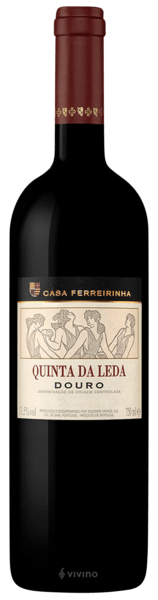 CASA FERREIRINHA
QUINTA DA LEDA
DOURO
DENOMINAÇÃO DE ORIGEM CONTROLADA
750 ml e
VIVINO